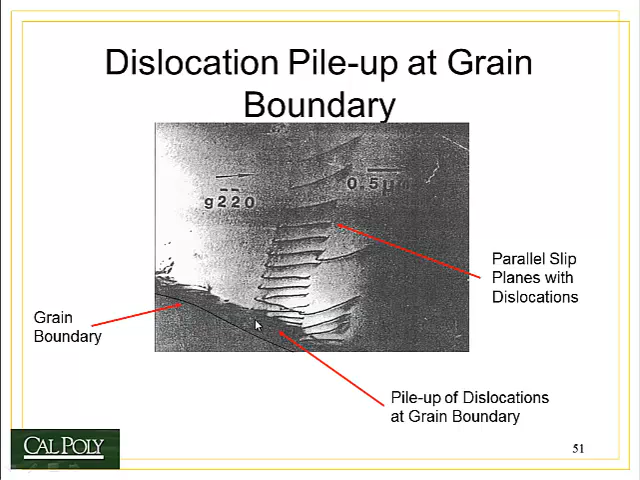 Dislocation Pile-up at Grain
Boundary
0.5 μm
g2̅2̅0
Parallel Slip
Planes with
Dislocations
Grain
Boundary
Pile-up of Dislocations
at Grain Boundary
CAL POLY
51